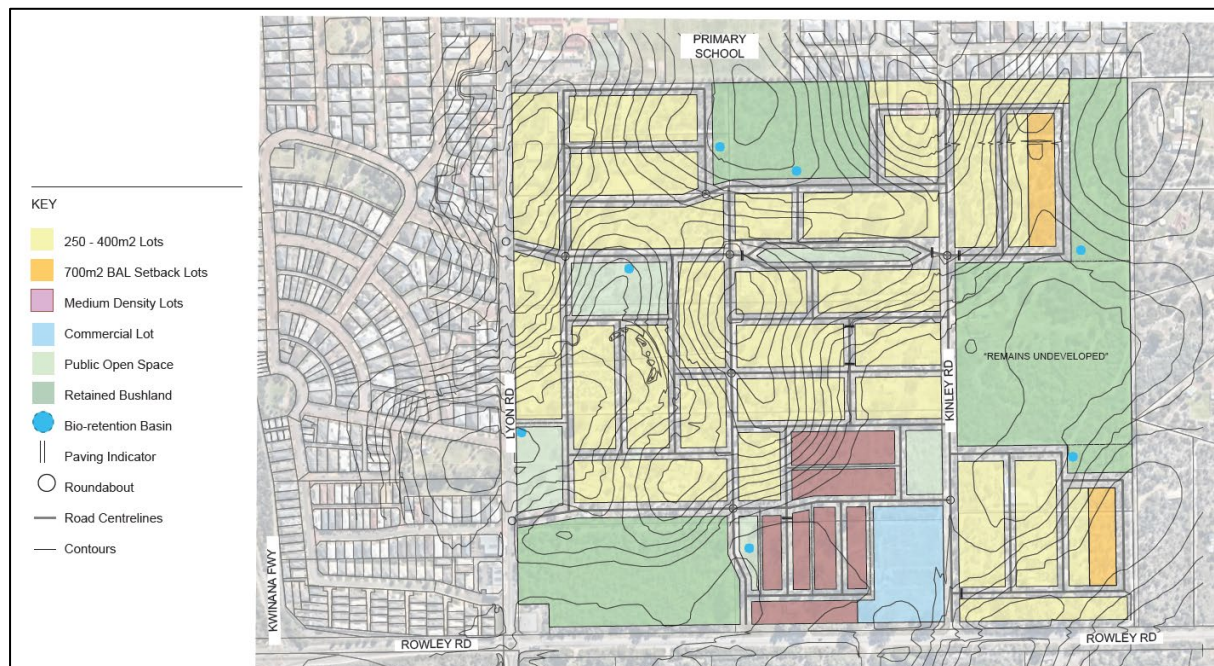 PRIMARY
SCHOOL
KEY
250 - 400m2 Lots
700m2 BAL Setback Lots
Medium Density Lots
Commercial Lot
Public Open Space
Retained Bushland
Bio-retention Basin
Paving Indicator
Roundabout
Road Centrelines
Contours
LYON RD
KINLEY RD
"REMAINS UNDEVELOPED"
KWINANA FWY
ROWLEY RD
ROWLEY RD